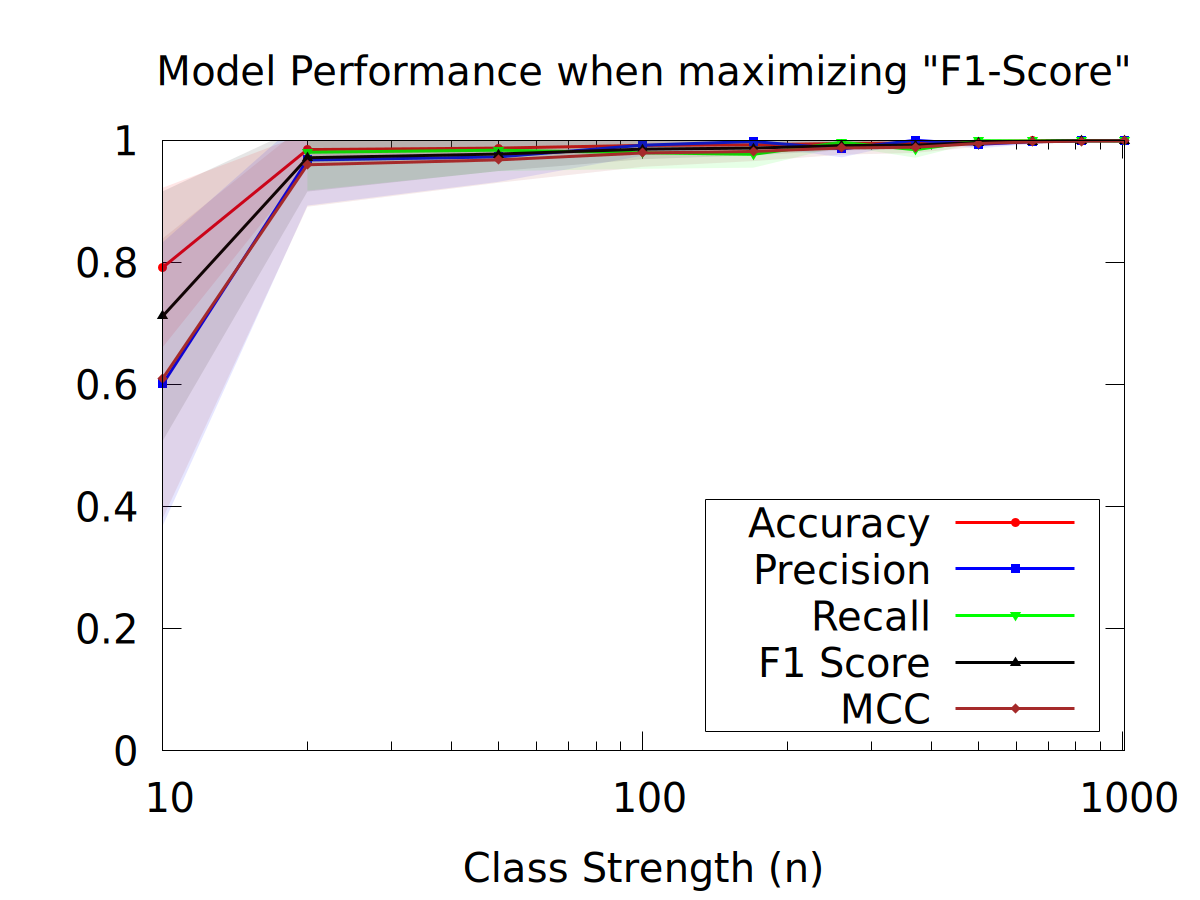 Model Performance when maximizing "F1-Score"
1
0.8
0.6
0.4
0.2
0
10
100
1000
Class Strength (n)
Accuracy
Precision
Recall
F1 Score
MCC